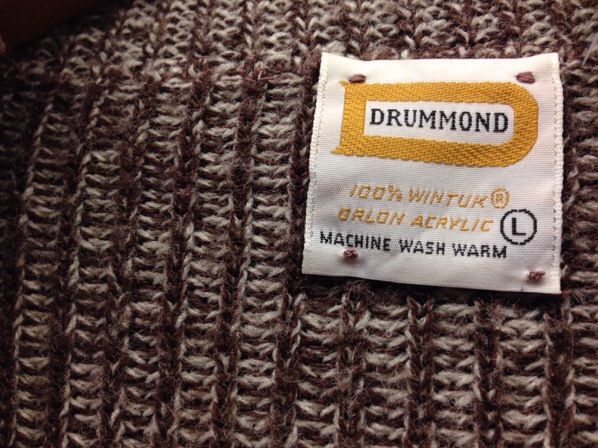 DRUMMOND
100% WINTUK®
ORLON ACRYLIC L
MACHINE WASH WARM